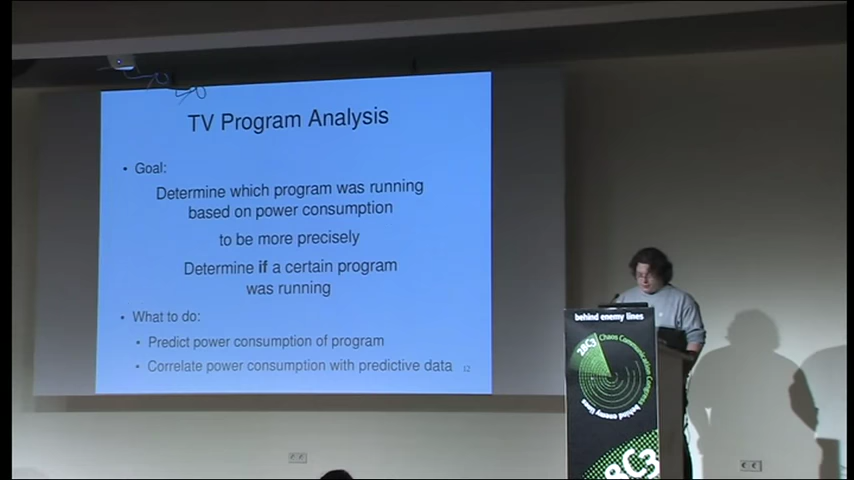 TV Program Analysis
• Goal:
Determine which program was running
based on power consumption
to be more precisely
Determine if a certain program
was running
• What to do:
• Predict power consumption of program
• Correlate power consumption with predictive data
12
behind enemy lines
28C3
Chaos Communication Congress
behind enemy lines
28C3